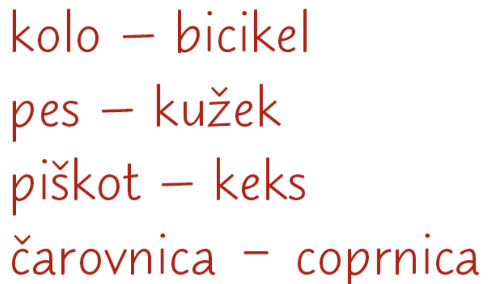 kolo – bicikel
pes – kužek
piškot – keks
čarovnica – coprnica